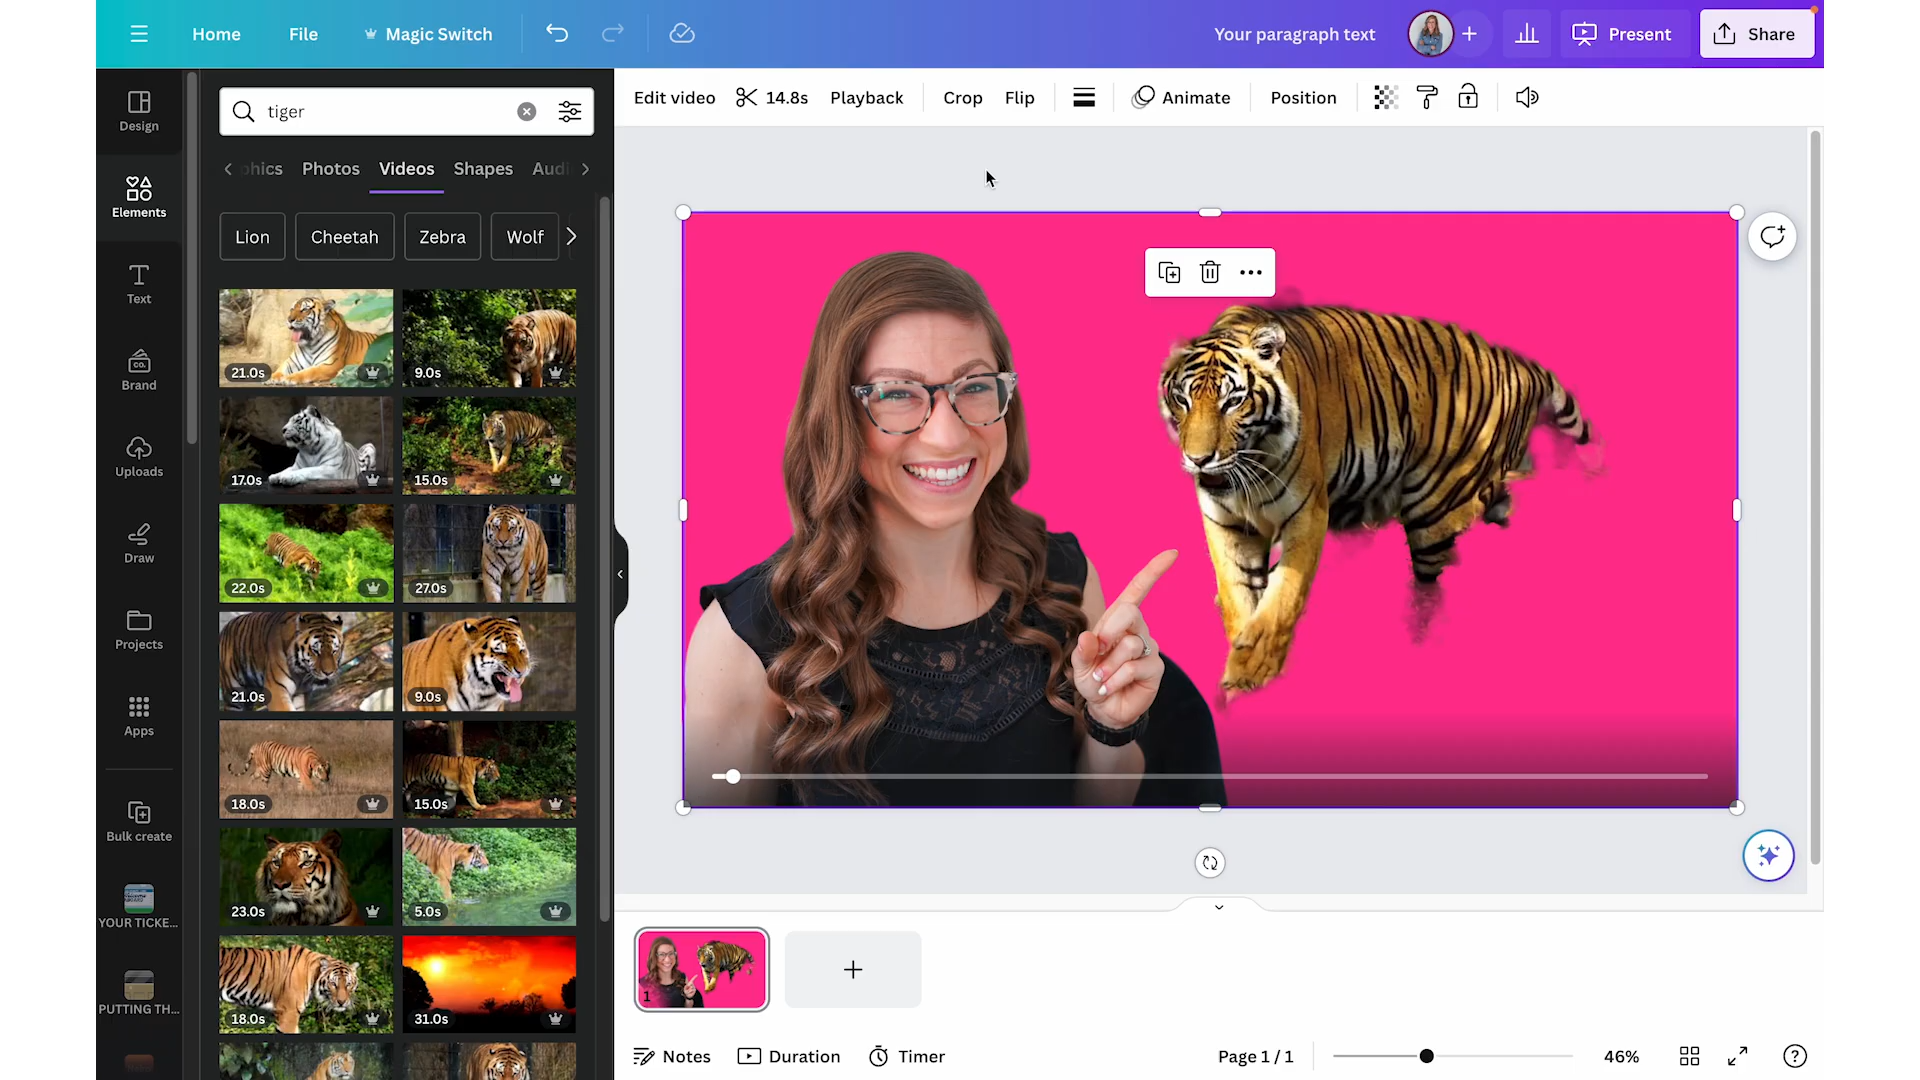 Home File Magic Switch Your paragraph text Present Share
Edit video 14.8s Playback Crop Flip Animate Position
tiger
Photos Videos Shapes
Lion Cheetah Zebra Wolf
Design
Elements
Text
Brand
CO.
Uploads
Draw
Projects
Apps
Bulk create
YOUR TICKE...
PUTTING TH...
21.0s 9.0s
17.0s 15.0s
22.0s 27.0s
21.0s 9.0s
18.0s 15.0s
23.0s 5.0s
18.0s 31.0s
1
Notes Duration Timer Page 1 / 1 46%